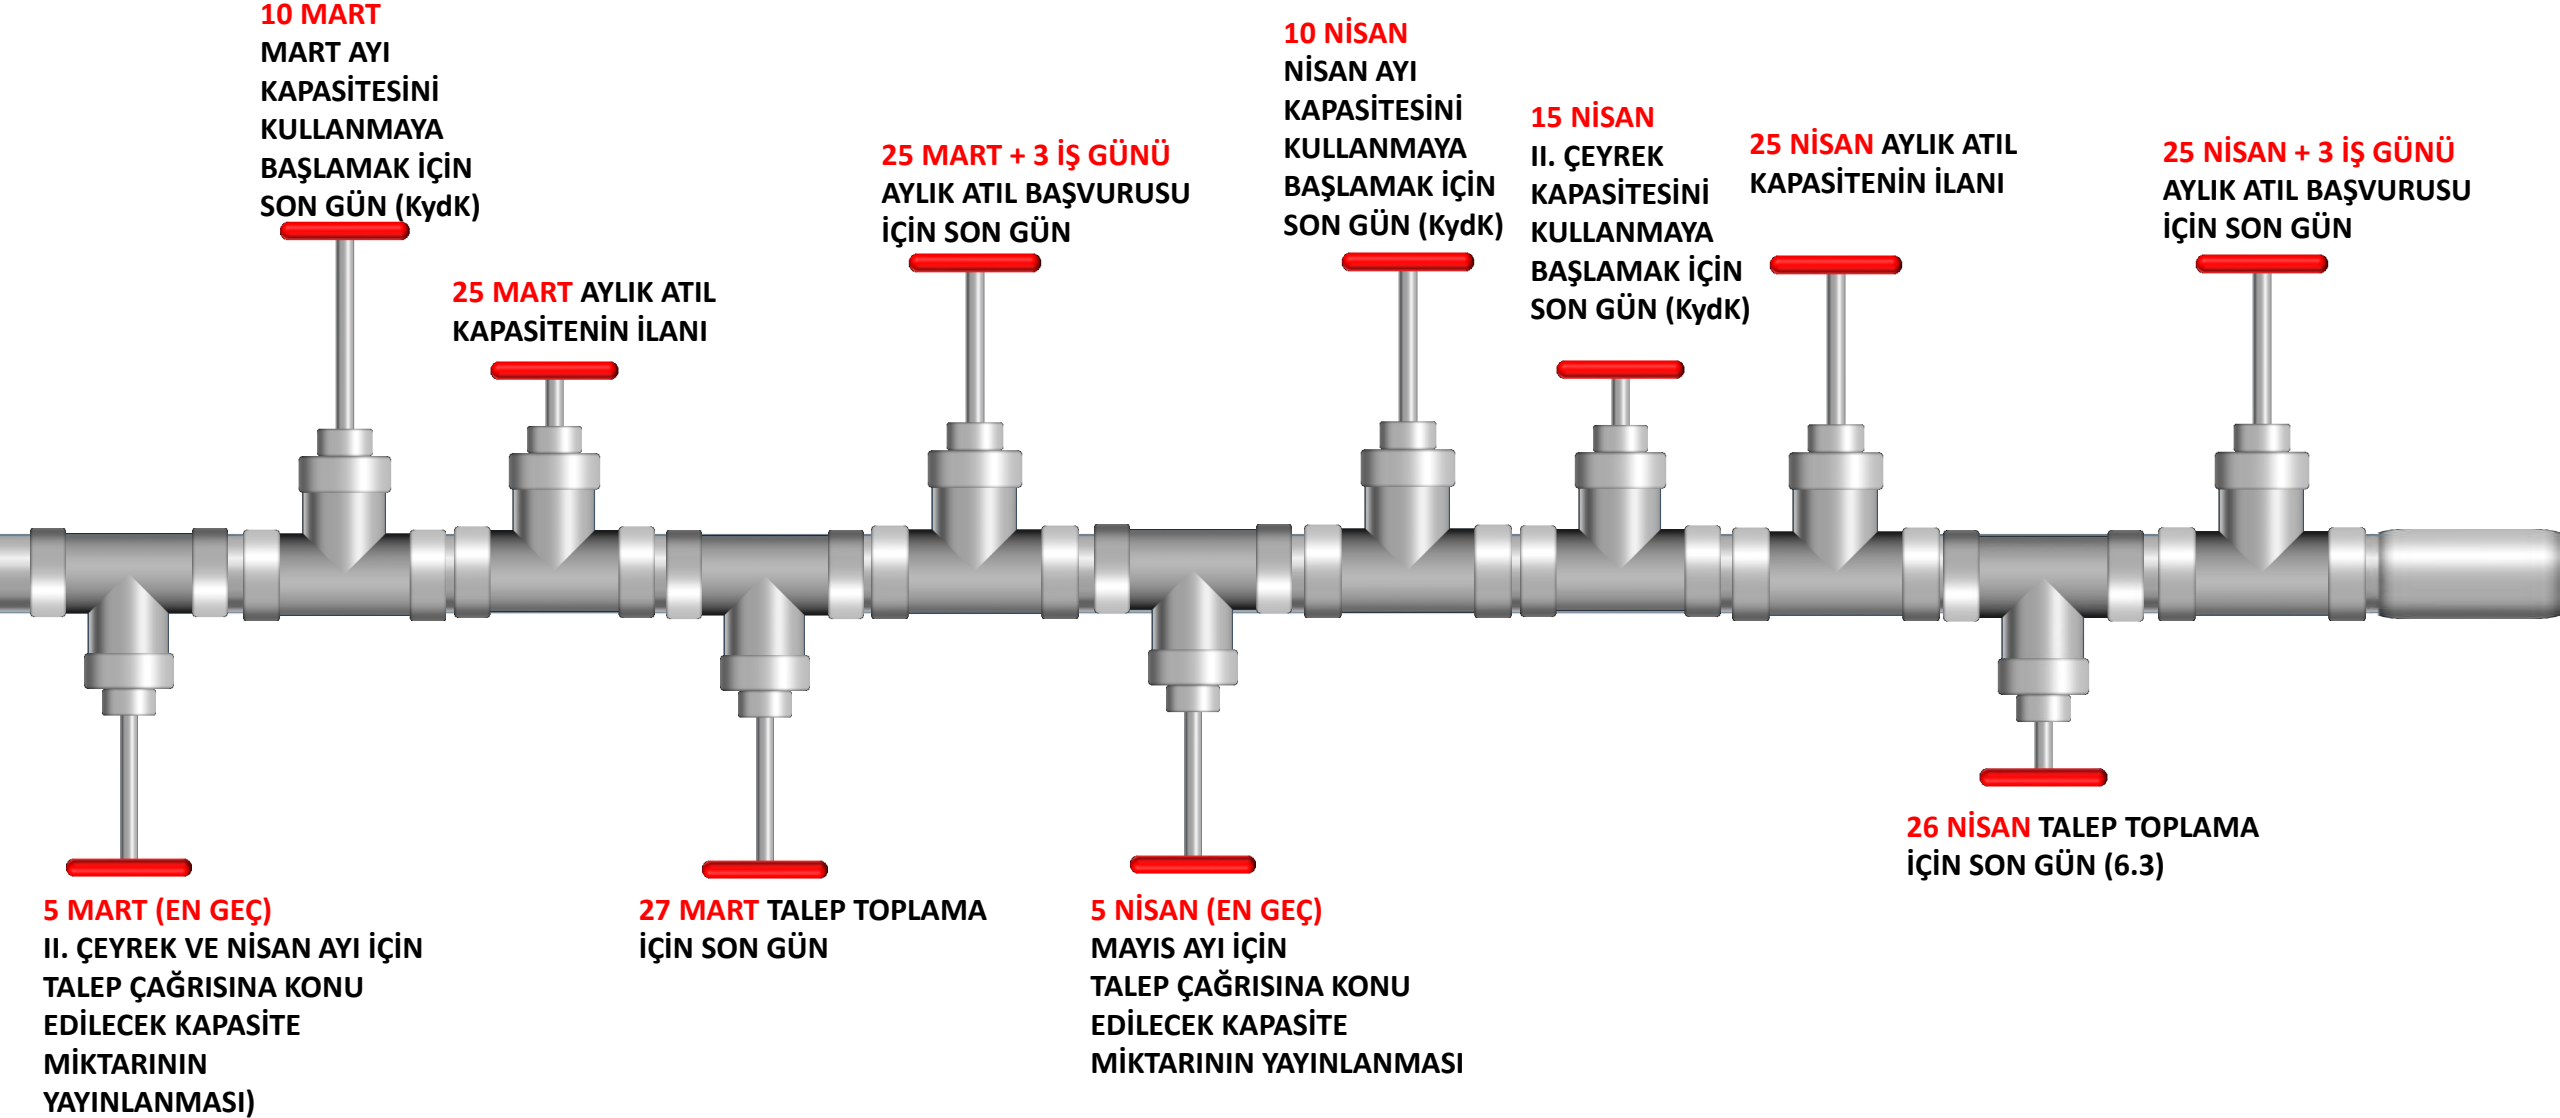 10 MART
MART AYI
KAPASİTESİNİ
KULLANMAYA
BAŞLAMAK İÇİN
SON GÜN (KydK)
25 MART AYLIK ATIL
KAPASİTENİN İLANI
25 MART + 3 İŞ GÜNÜ
AYLIK ATIL BAŞVURUSU
İÇİN SON GÜN
10 NİSAN
NİSAN AYI
KAPASİTESİNİ
KULLANMAYA
BAŞLAMAK İÇİN
SON GÜN (KydK)
15 NİSAN
II. ÇEYREK
KAPASİTESİNİ
KULLANMAYA
BAŞLAMAK İÇİN
SON GÜN (KydK)
25 NİSAN AYLIK ATIL
KAPASİTENİN İLANI
25 NİSAN + 3 İŞ GÜNÜ
AYLIK ATIL BAŞVURUSU
İÇİN SON GÜN
5 MART (EN GEÇ)
II. ÇEYREK VE NİSAN AYI İÇİN
TALEP ÇAĞRISINA KONU
EDİLECEK KAPASİTE
MİKTARININ
YAYINLANMASI)
27 MART TALEP TOPLAMA
İÇİN SON GÜN
5 NİSAN (EN GEÇ)
MAYIS AYI İÇİN
TALEP ÇAĞRISINA KONU
EDİLECEK KAPASİTE
MİKTARININ YAYINLANMASI
26 NİSAN TALEP TOPLAMA
İÇİN SON GÜN (6.3)